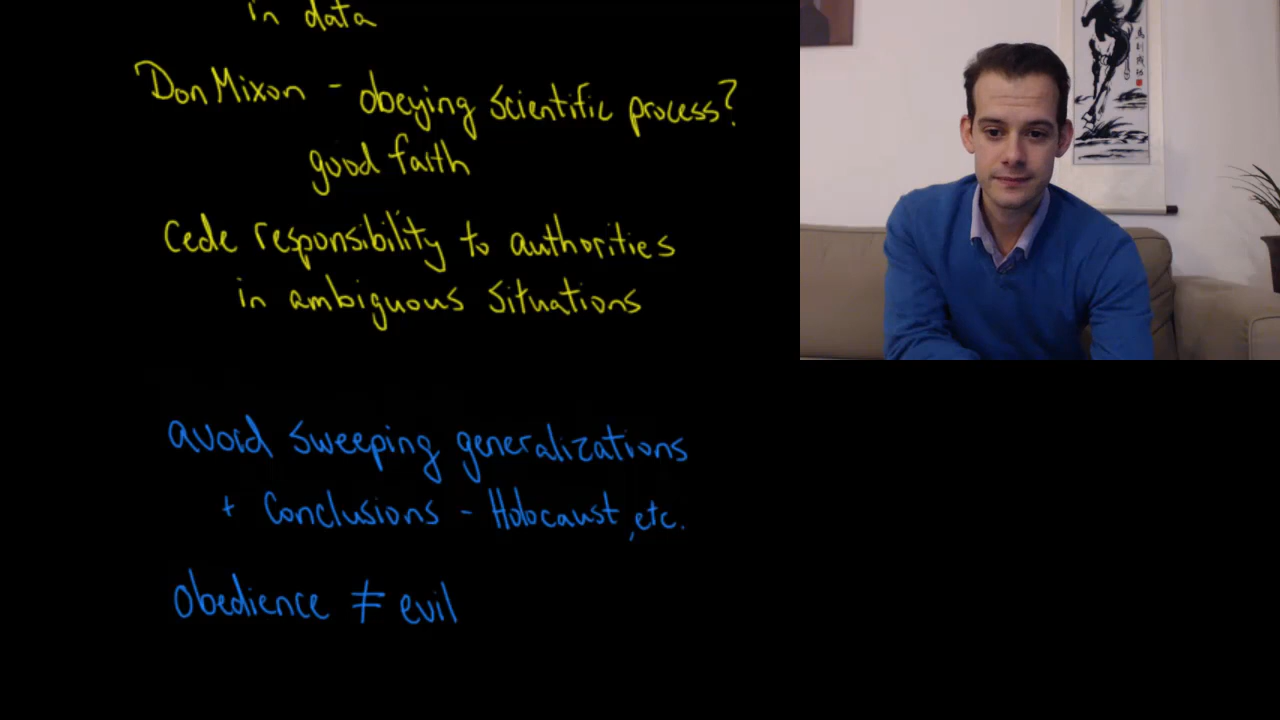 in data
Don Mixon - obeying scientific process?
good faith
Cede responsibility to authorities
in ambiguous situations
avoid sweeping generalizations
+ Conclusions - Holocaust, etc.
obedience ≠ evil